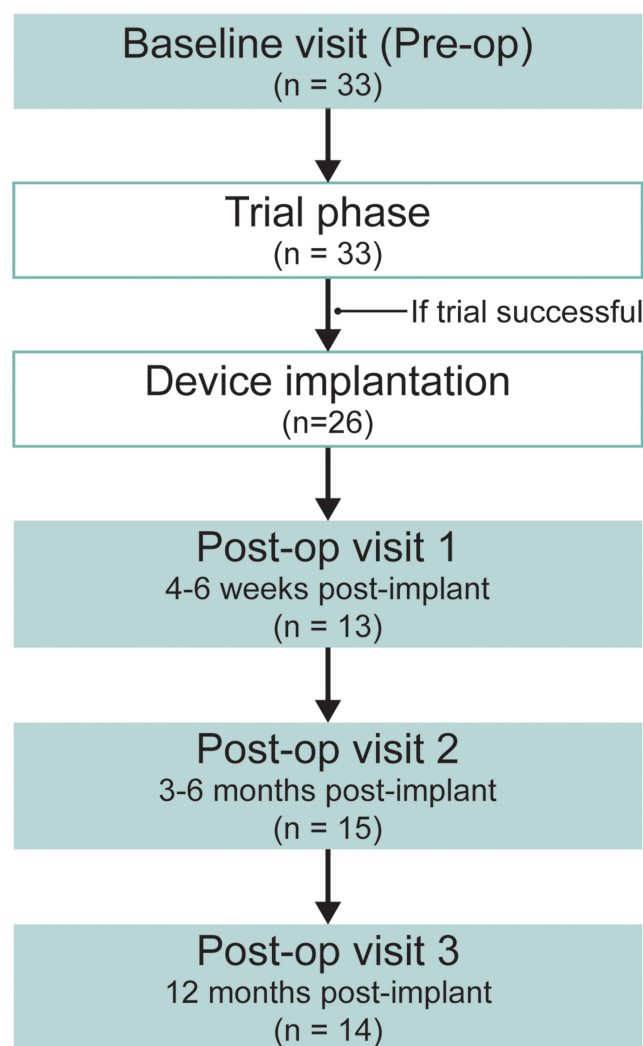 Baseline visit (Pre-op)
(n = 33)
Trial phase
(n = 33)
If trial successful
Device implantation
(n=26)
Post-op visit 1
4-6 weeks post-implant
(n = 13)
Post-op visit 2
3-6 months post-implant
(n = 15)
Post-op visit 3
12 months post-implant
(n = 14)